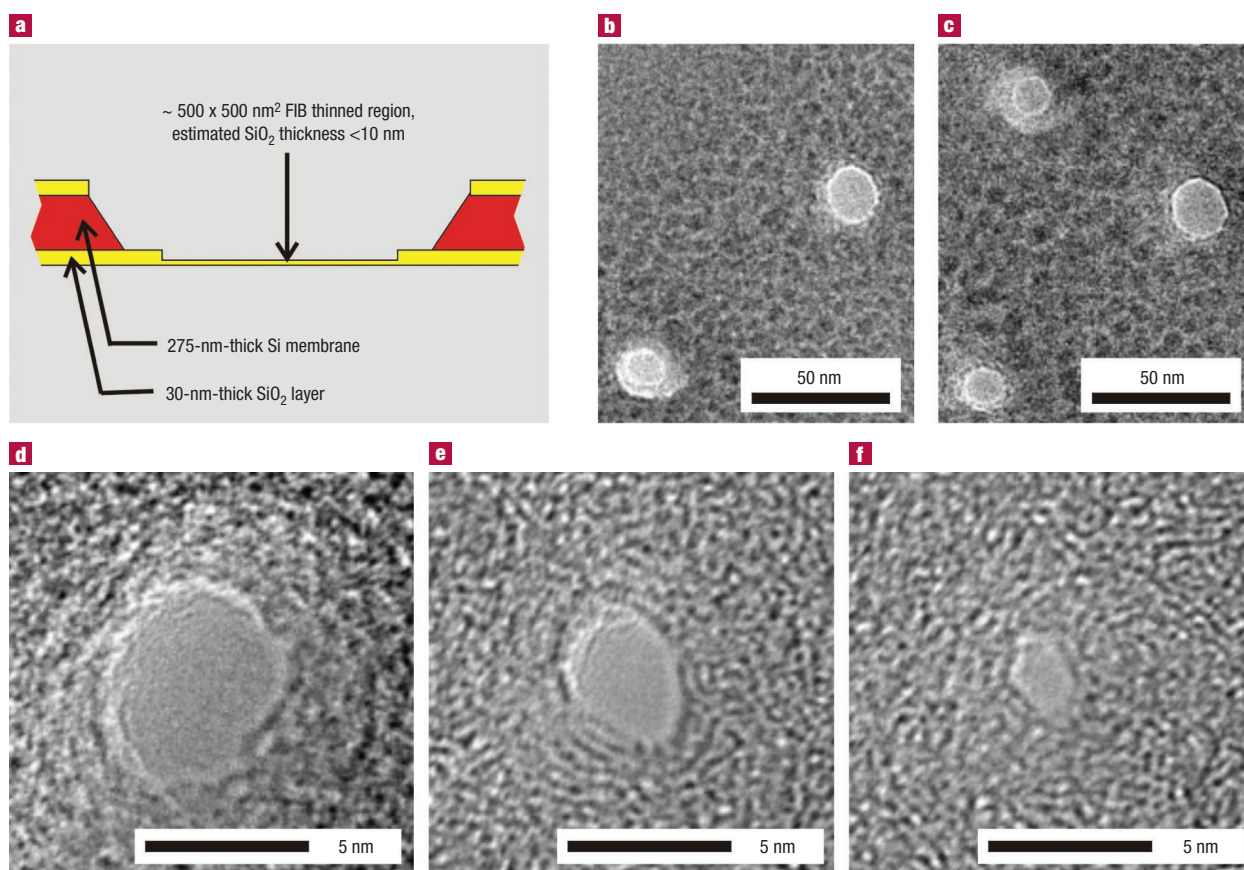 a
~ 500 x 500 nm² FIB thinned region,
estimated SiO₂ thickness <10 nm
275-nm-thick Si membrane
30-nm-thick SiO₂ layer
b
50 nm
c
50 nm
d
5 nm
e
5 nm
f
5 nm